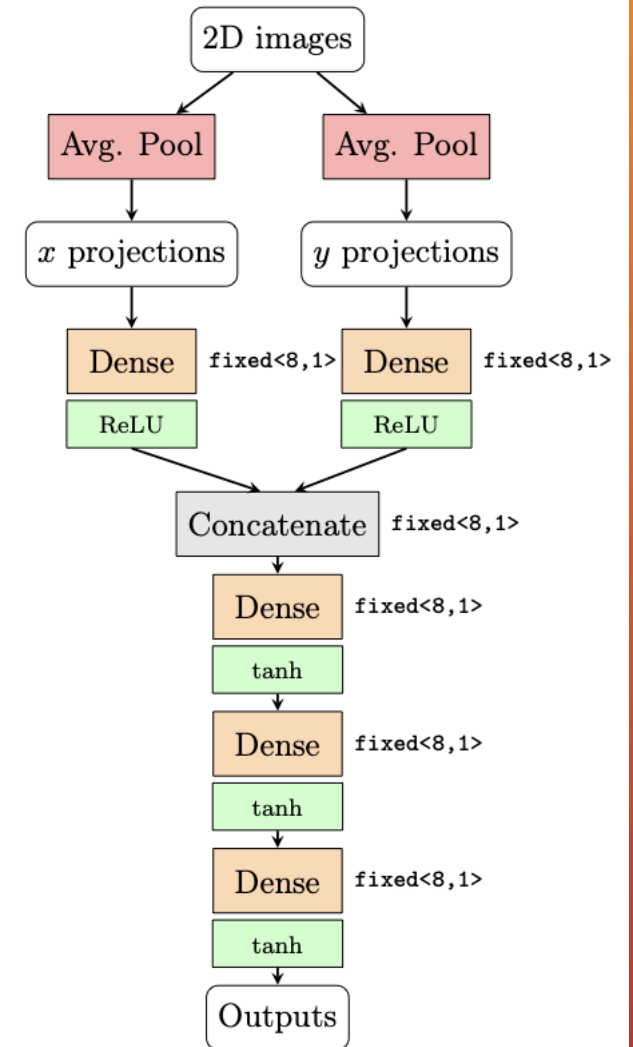 2D images
Avg. Pool
Avg. Pool
x projections
y projections
Dense
fixed<8,1>
Dense
fixed<8,1>
ReLU
ReLU
Concatenate
fixed<8,1>
Dense
fixed<8,1>
tanh
Dense
fixed<8,1>
tanh
Dense
fixed<8,1>
tanh
Outputs